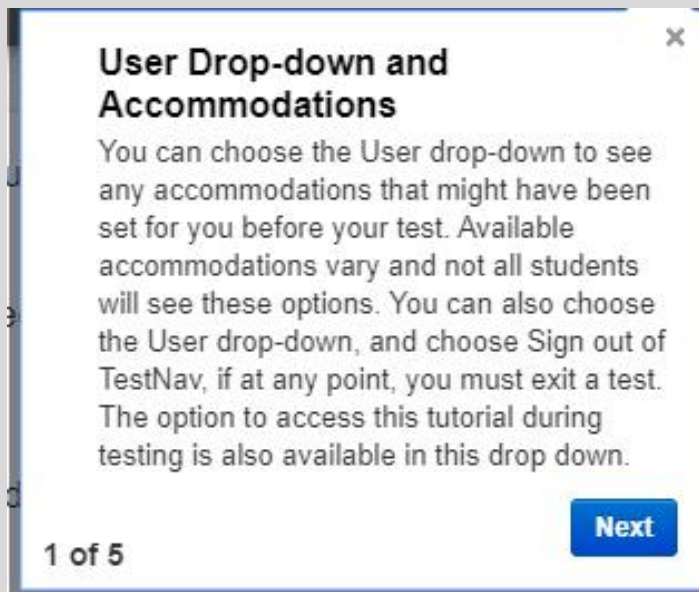 ×
User Drop-down and
Accommodations
You can choose the User drop-down to see
any accommodations that might have been
set for you before your test. Available
accommodations vary and not all students
will see these options. You can also choose
the User drop-down, and choose Sign out of
TestNav, if at any point, you must exit a test.
The option to access this tutorial during
testing is also available in this drop down.
Next
1 of 5